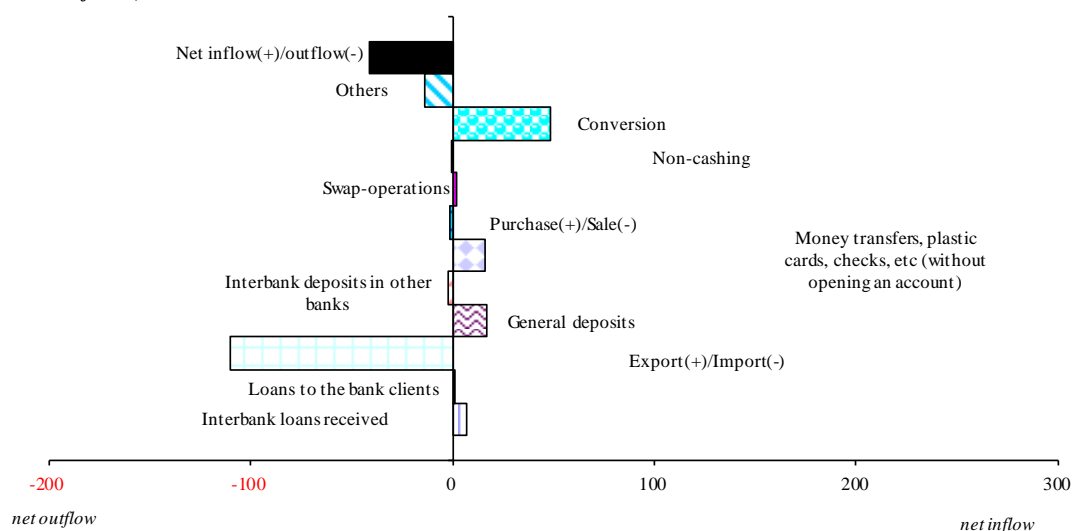 Net inflow(+)/outflow(-)
Others
Conversion
Non-cashing
Swap-operations
Purchase(+)/Sale(-)
Money transfers, plastic
cards, checks, etc (without
opening an account)
Interbank deposits in other
banks
General deposits
Export(+)/Import(-)
Loans to the bank clients
Interbank loans received
-200 -100 0 100 200 300
net outflow
net inflow